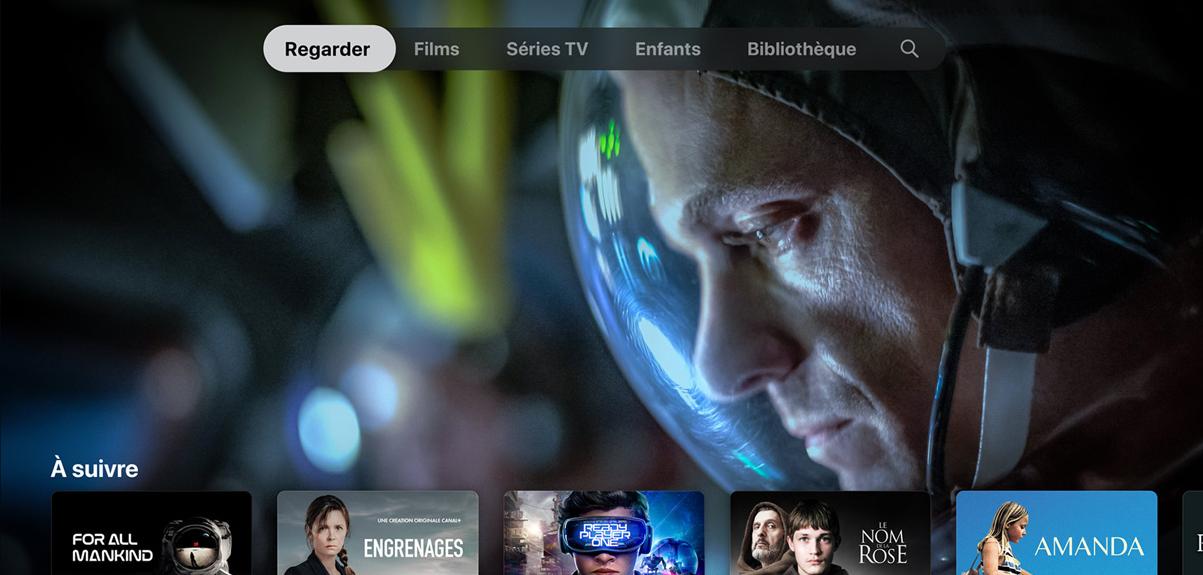 Regarder
Films
Séries TV
Enfants
Bibliothèque
À suivre
FOR ALL
MANKIND
UNE CREATION ORIGINALE CANAL+
ENGRENAGES
READY
PLAYER
ONE
LE
NOM
DE LA
ROSE
AMANDA